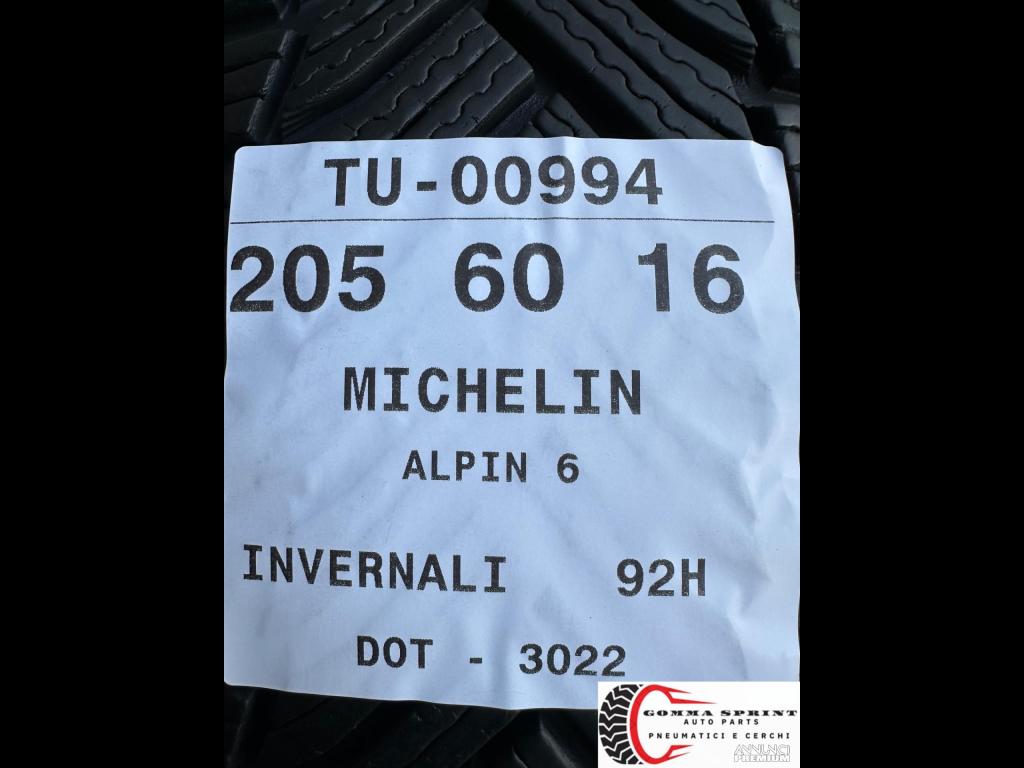 TU-00994
205 60 16
MICHELIN
ALPIN 6
INVERNALI 92H
DOT - 3022
GOMMA SPRINT
AUTO PARTS
PNEUMATICI E CERCHI
ANNUNCI
PREMIUM